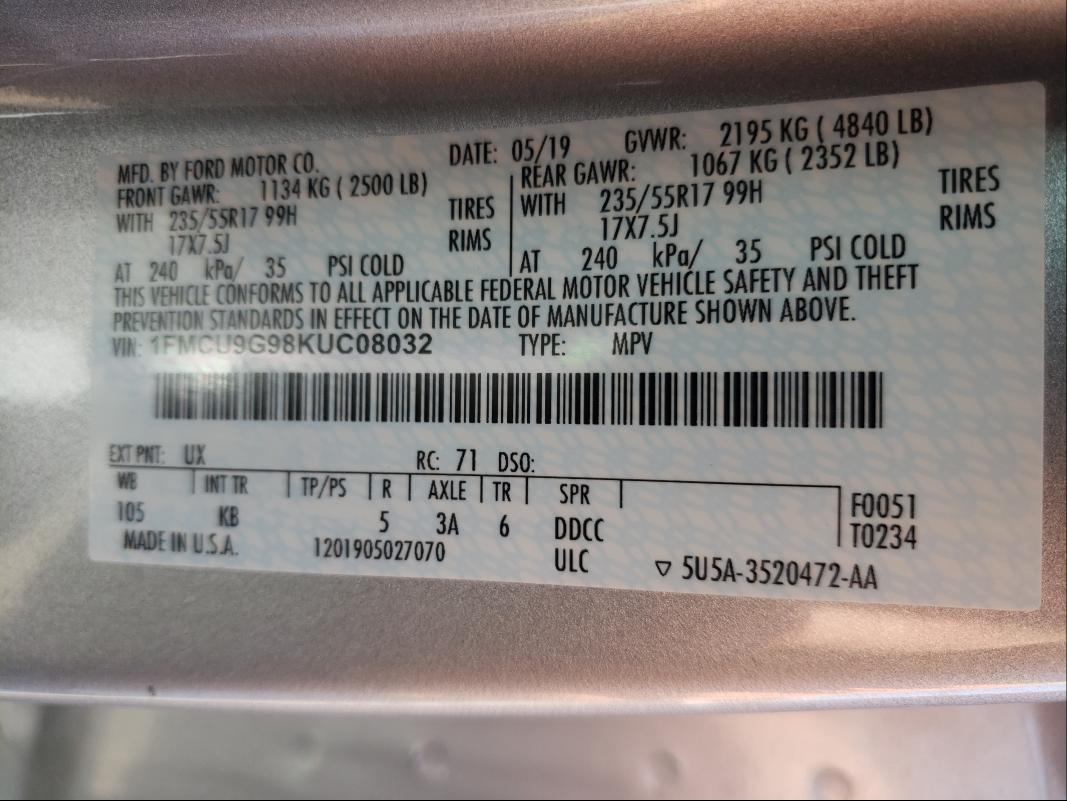 MFD. BY FORD MOTOR CO. DATE: 05/19 GVWR: 2195 KG ( 4840 LB)
FRONT GAWR: 1134 KG ( 2500 LB) REAR GAWR: 1067 KG ( 2352 LB)
WITH 235/55R17 99H TIRES WITH 235/55R17 99H TIRES
17X7.5J RIMS 17X7.5J RIMS
AT 240 kPa/ 35 PSI COLD AT 240 kPa/ 35 PSI COLD
THIS VEHICLE CONFORMS TO ALL APPLICABLE FEDERAL MOTOR VEHICLE SAFETY AND THEFT
PREVENTION STANDARDS IN EFFECT ON THE DATE OF MANUFACTURE SHOWN ABOVE.
VIN: 1FMCU9G98KUC08032 TYPE: MPV
EXT PNT: UX RC: 71 DSO:
WB INT TR TP/PS R AXLE TR SPR F0051
105 KB 5 3A 6 DDCC T0234
MADE IN U.S.A. 1201905027070 ULC ▽ 5U5A-3520472-AA